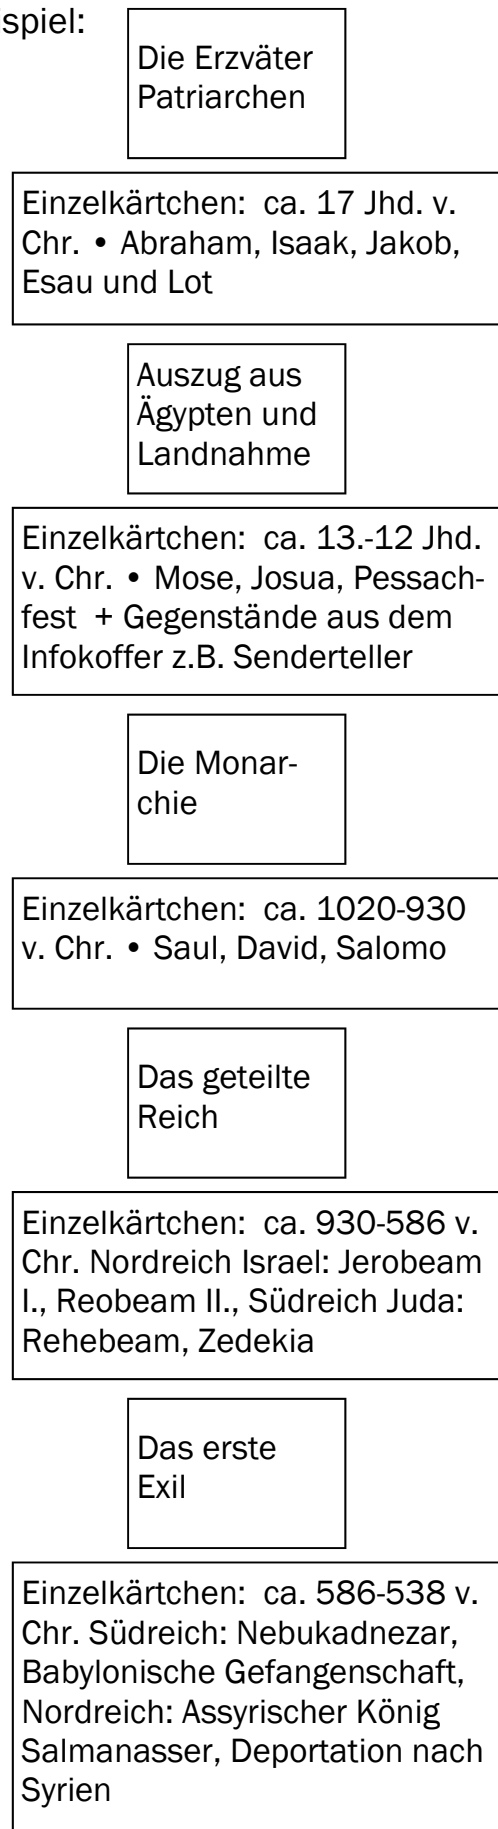 spiel:
Die Erzväter
Patriarchen
Einzelkärtchen: ca. 17 Jhd. v.
Chr. • Abraham, Isaak, Jakob,
Esau und Lot
Auszug aus
Ägypten und
Landnahme
Einzelkärtchen: ca. 13.-12 Jhd.
v. Chr. • Mose, Josua, Pessach-
fest + Gegenstände aus dem
Infokoffer z.B. Senderteller
Die Monar-
chie
Einzelkärtchen: ca. 1020-930
v. Chr. • Saul, David, Salomo
Das geteilte
Reich
Einzelkärtchen: ca. 930-586 v.
Chr. Nordreich Israel: Jerobeam
I., Reobeam II., Südreich Juda:
Rehebeam, Zedekia
Das erste
Exil
Einzelkärtchen: ca. 586-538 v.
Chr. Südreich: Nebukadnezar,
Babylonische Gefangenschaft,
Nordreich: Assyrischer König
Salmanasser, Deportation nach
Syrien